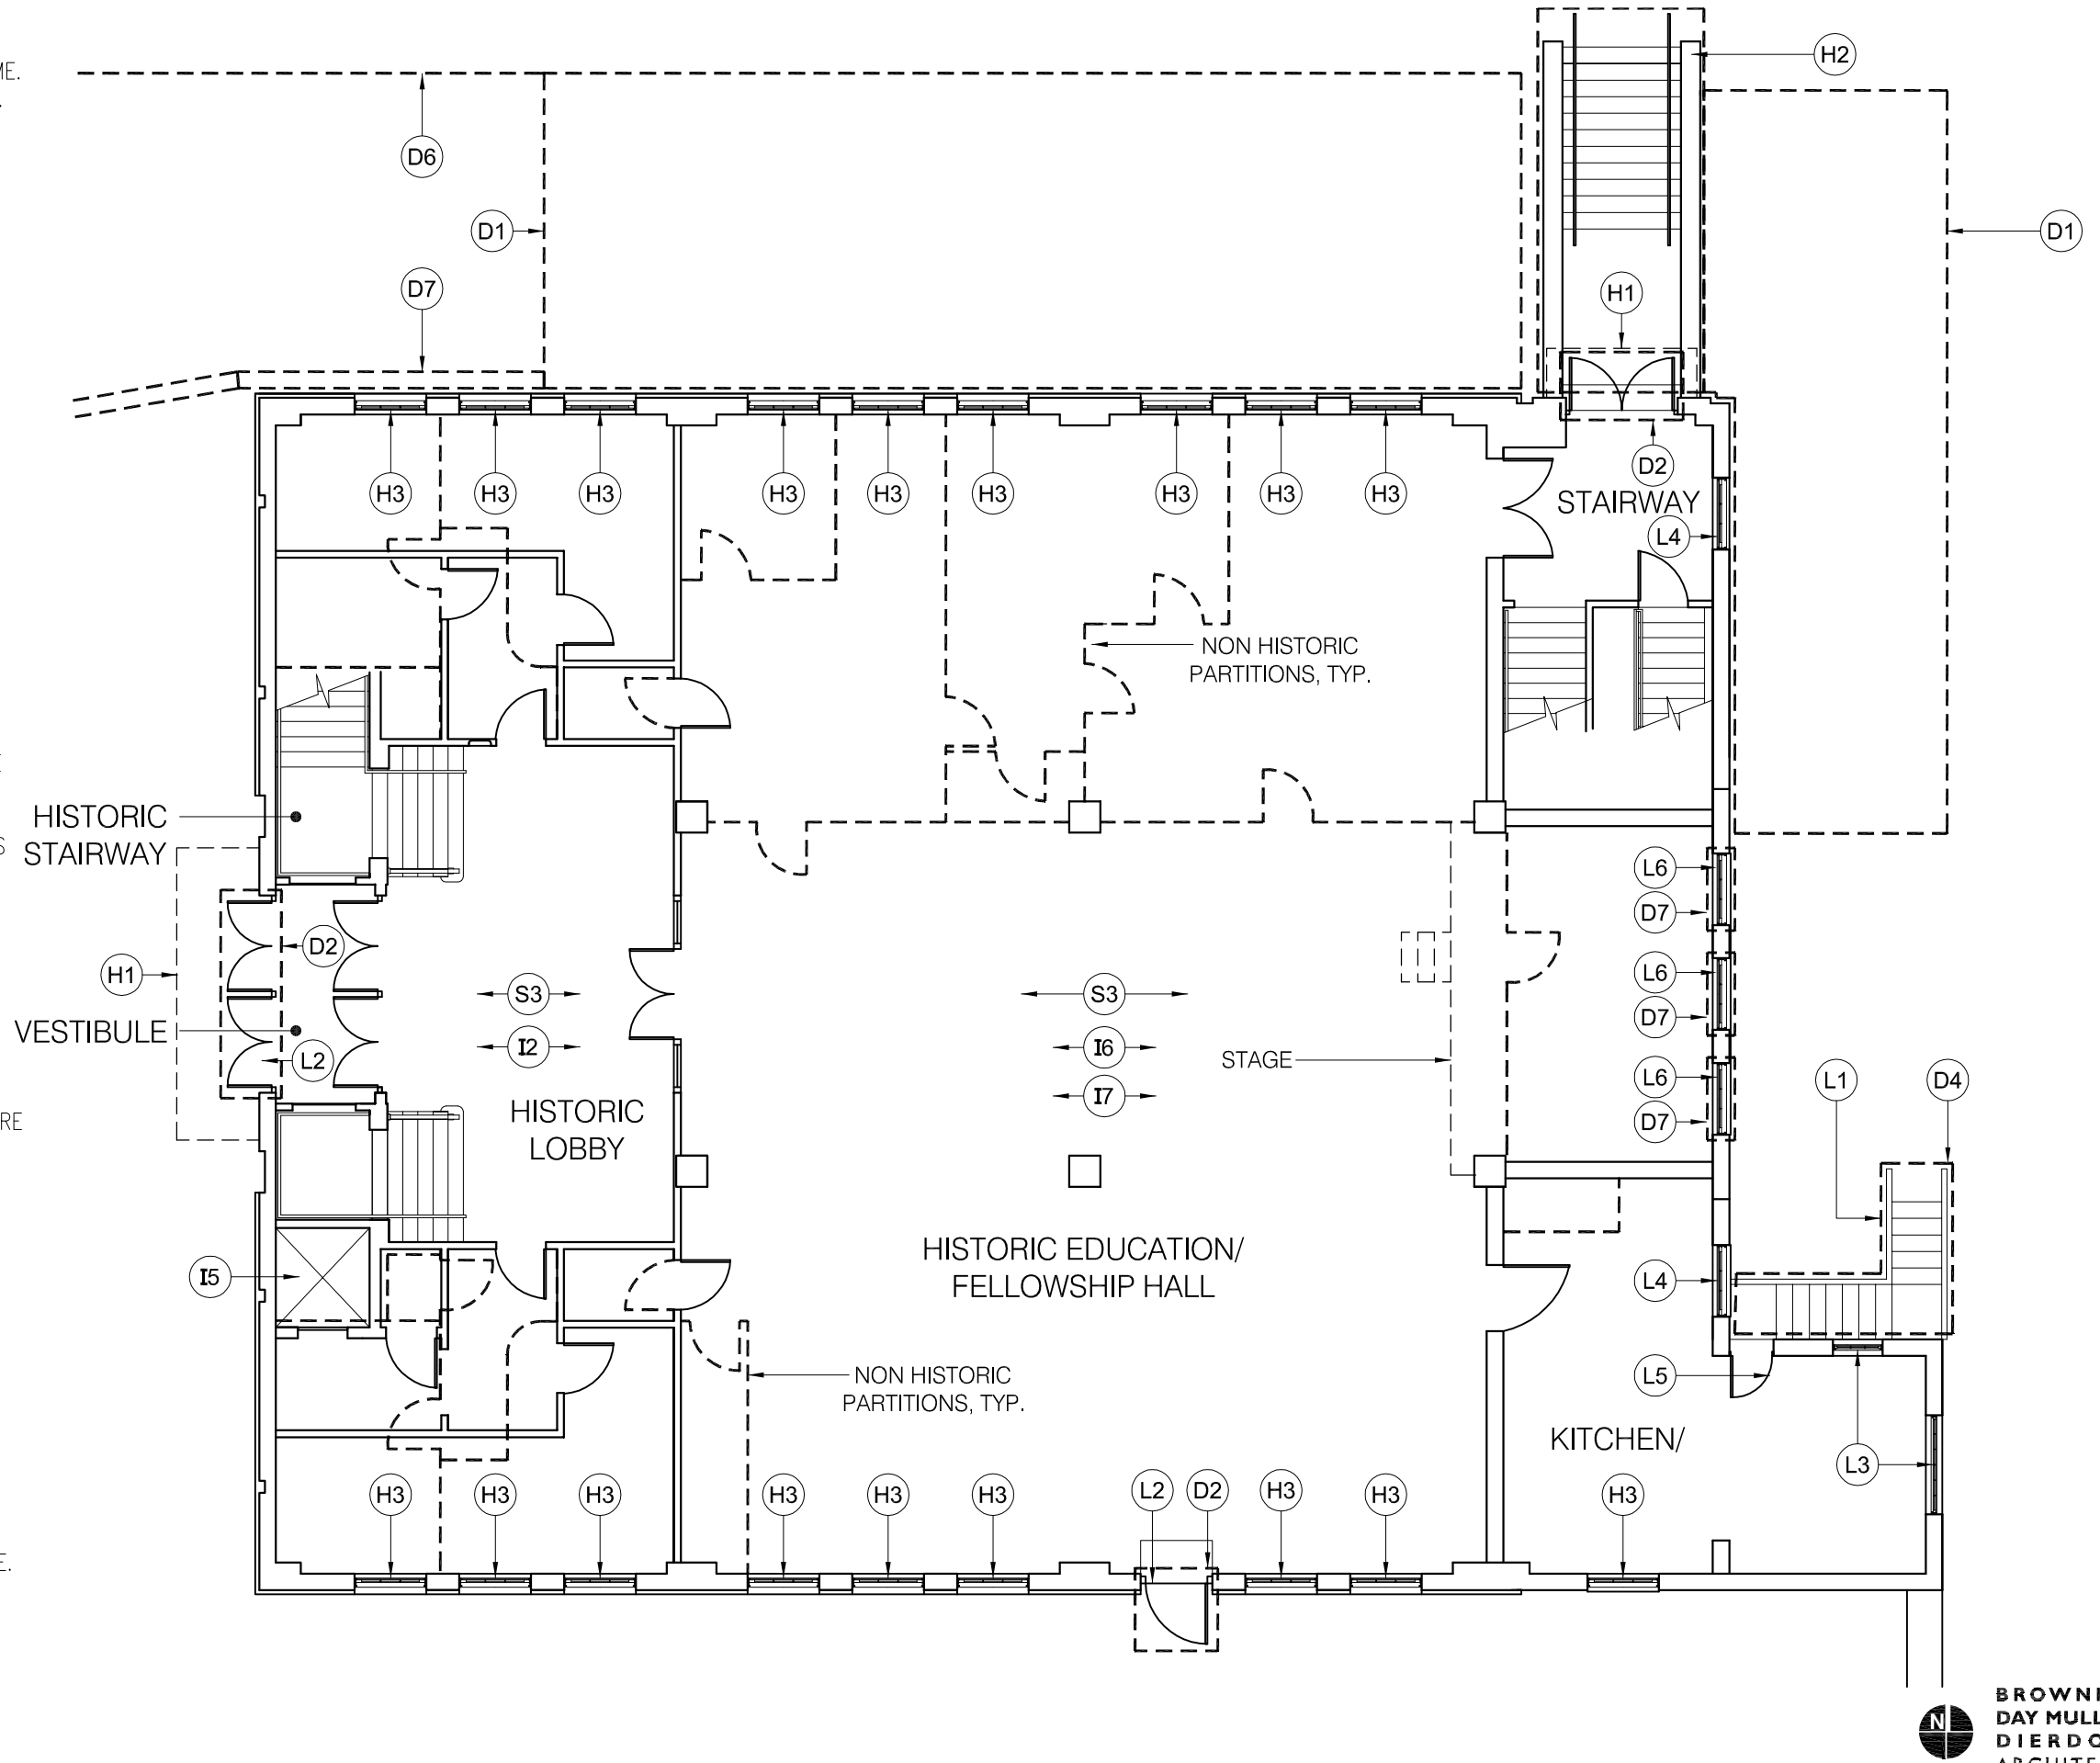 ME.
H2
D6
D1
D1
D7
H1
H3
H3
H3
H3
H3
H3
H3
H3
H3
D2
STAIRWAY
L4
NON HISTORIC
PARTITIONS, TYP.
HISTORIC
STAIRWAY
S
L6
D7
D2
H1
S3
S3
L6
D7
VESTIBULE
I2
I6
L2
STAGE
L6
I7
L1
D4
HISTORIC
LOBBY
D7
RE
HISTORIC EDUCATION/
FELLOWSHIP HALL
I5
L4
NON HISTORIC
PARTITIONS, TYP.
L5
KITCHEN/
L3
H3
H3
H3
H3
H3
H3
L2
D2
H3
H3
H3
E.
N
BROWN
DAY MULL
DIERDO
ARCHITE